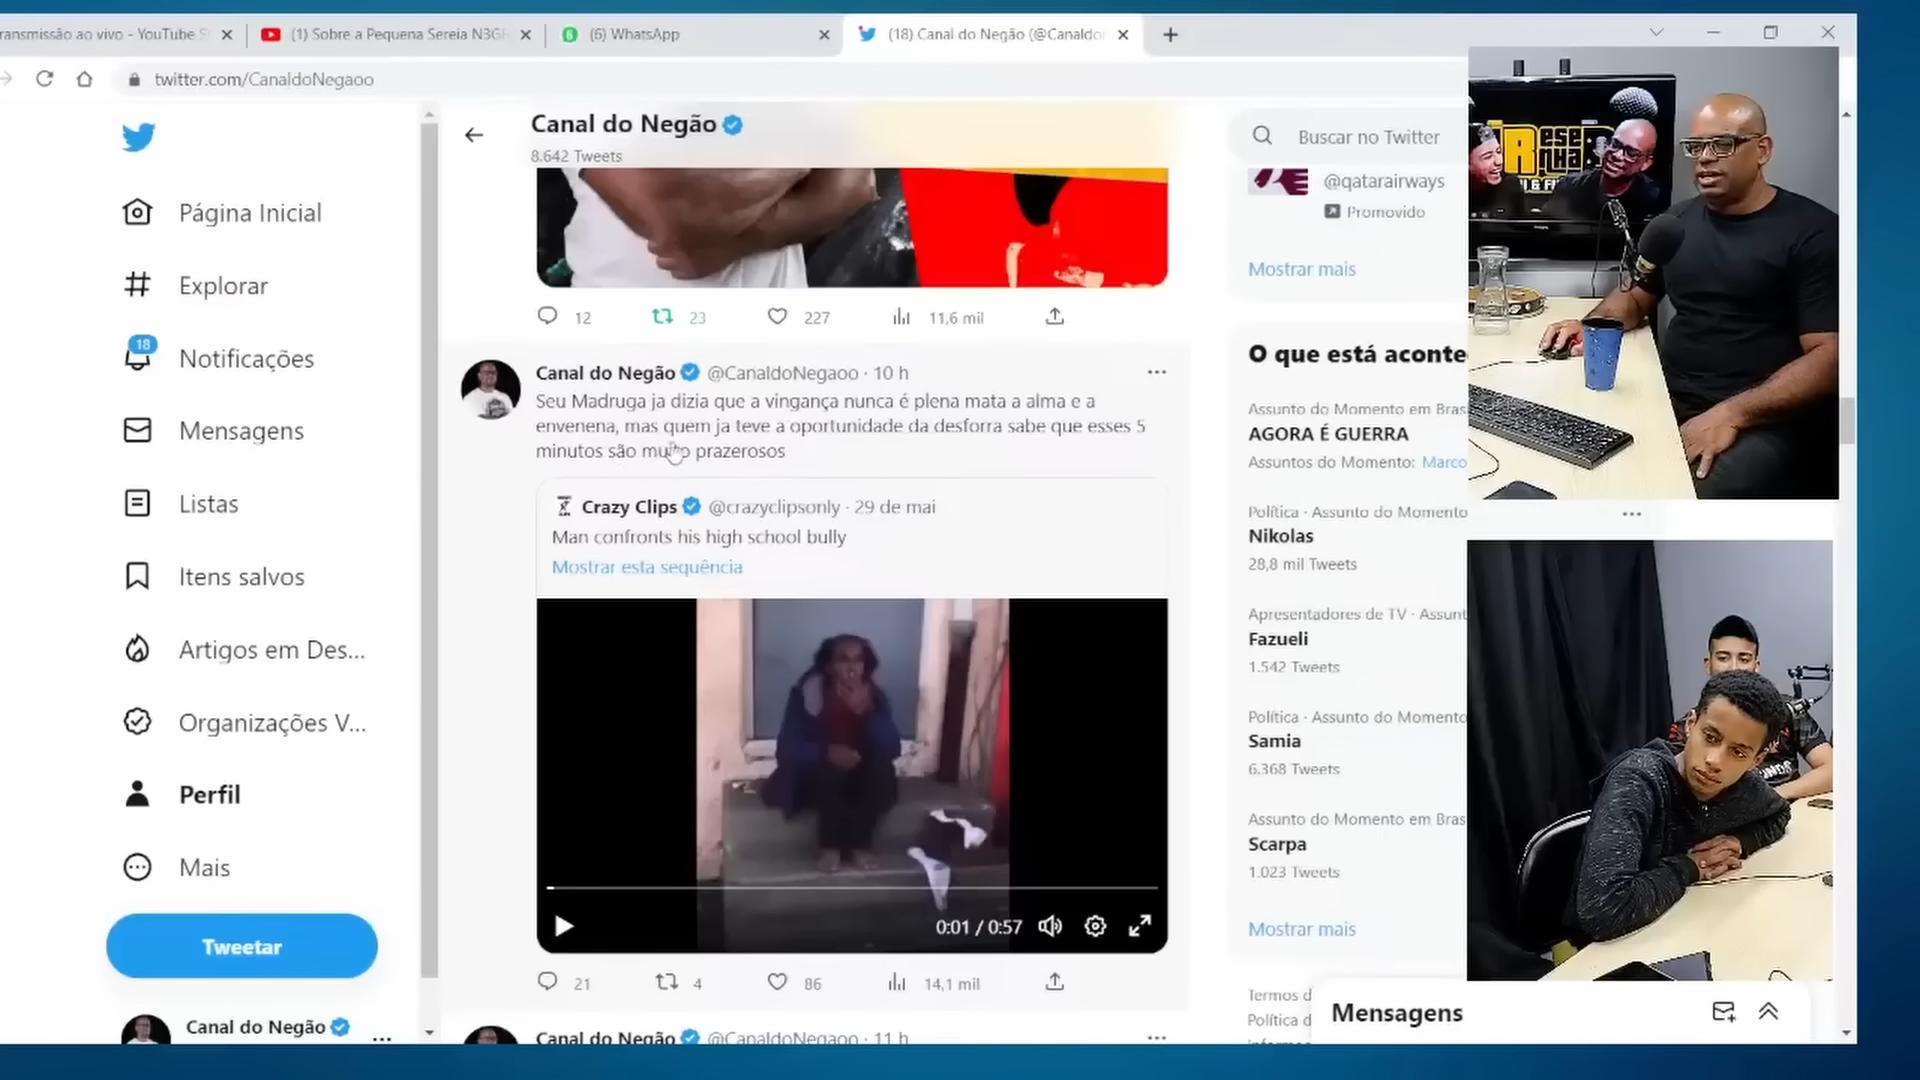 ransmissão ao vivo - YouTube S
(1) Sobre a Pequena Sereia N3G
(6) WhatsApp
(18) Canal do Negão (@Canaldo
twitter.com/CanaldoNegaoo
Página Inicial
Explorar
18
Notificações
Mensagens
Listas
Itens salvos
Artigos em Des...
Organizações V...
Perfil
Mais
Tweetar
Canal do Negão
Canal do Negão
8.642 Tweets
12
23
227
11,6 mil
Canal do Negão @CanaldoNegaoo · 10 h
Seu Madruga ja dizia que a vingança nunca é plena mata a alma e a
envenena, mas quem ja teve a oportunidade da desforra sabe que esses 5
minutos são muito prazerosos
Crazy Clips @crazyclipsonly · 29 de mai
Man confronts his high school bully
Mostrar esta sequência
0:01 / 0:57
21
4
86
14,1 mil
Canal do Negão @CanaldoNegaoo · 11 h
Buscar no Twitter
@qatarairways
Promovido
Mostrar mais
O que está aconte
Assunto do Momento em Bras
AGORA É GUERRA
Assuntos do Momento: Marco
Política · Assunto do Momento
Nikolas
28,8 mil Tweets
Apresentadores de TV · Assunt
Fazueli
1.542 Tweets
Política · Assunto do Momento
Samia
6.368 Tweets
Assunto do Momento em Bras
Scarpa
1.023 Tweets
Mostrar mais
Termos d
Política d
Mensagens
Rese
nha